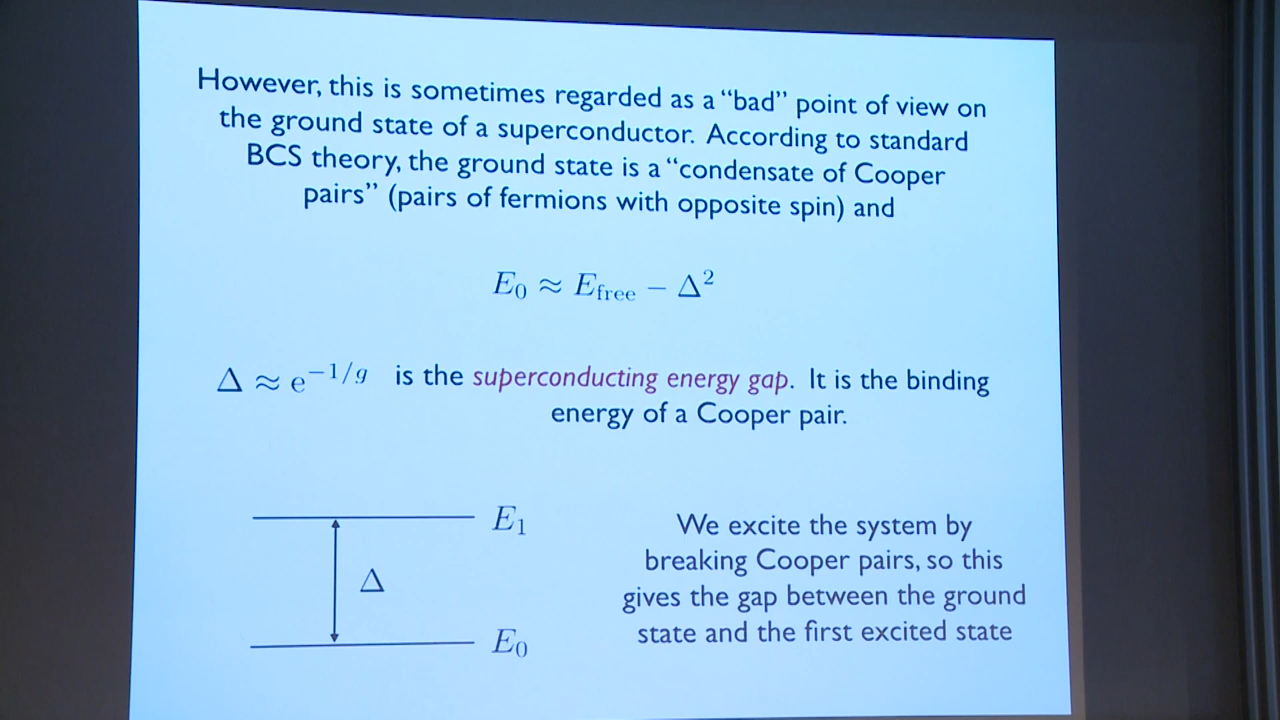 However, this is sometimes regarded as a “bad” point of view on
the ground state of a superconductor. According to standard
BCS theory, the ground state is a “condensate of Cooper
pairs” (pairs of fermions with opposite spin) and
E₀ ≈ E_free − Δ²
Δ ≈ e^{−1/g} is the superconducting energy gap. It is the binding
energy of a Cooper pair.
E₁
Δ
E₀
We excite the system by
breaking Cooper pairs, so this
gives the gap between the ground
state and the first excited state